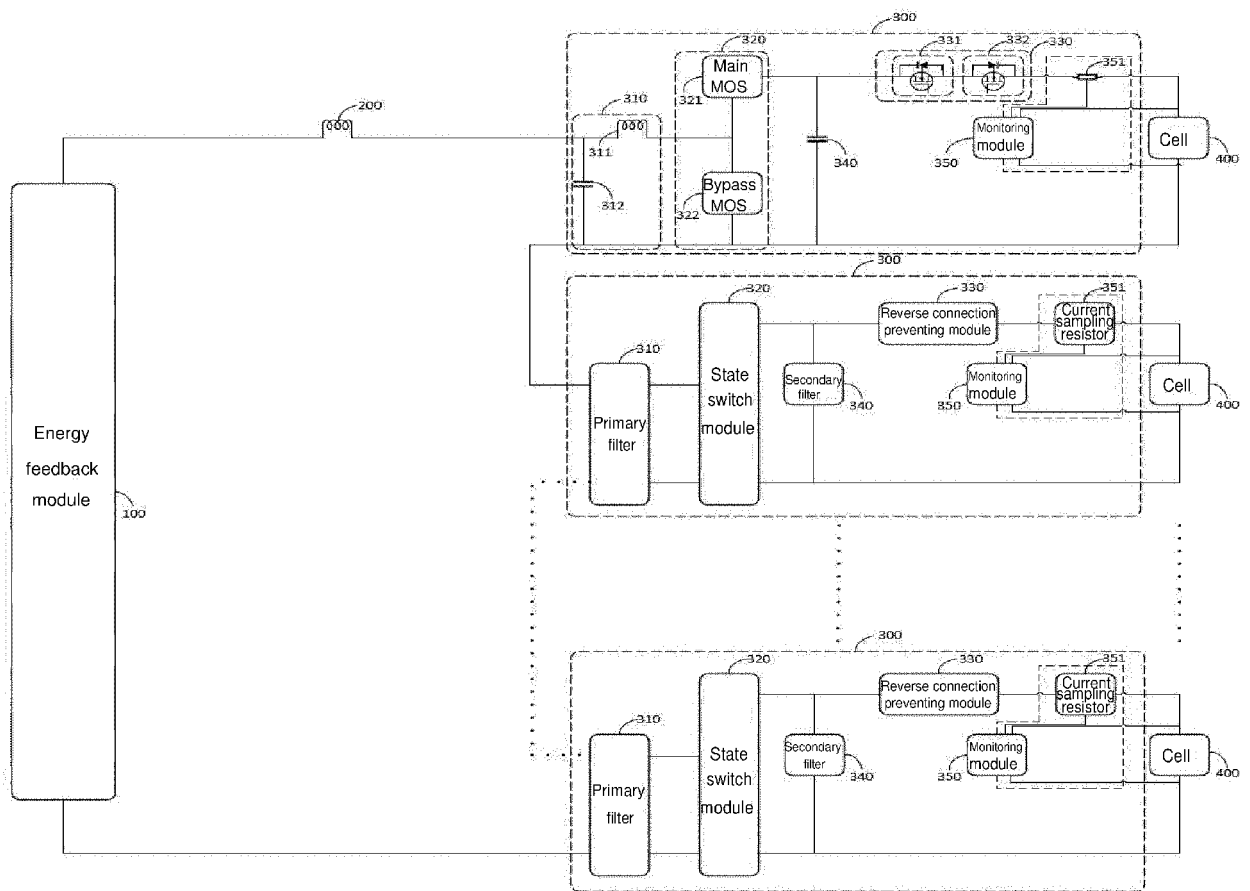 300
320
331
332
330
Main
MOS
351
321
200
310
311
Monitoring
module
340
350
Cell
400
312
Bypass
MOS
322
300
320
330
351
Reverse connection
preventing module
Current
sampling
resistor
310
State
switch
module
Secondary
filter
340
Monitoring
module
350
Cell
400
Primary
filter
Energy
feedback
module
100
300
320
330
351
Reverse connection
preventing module
Current
sampling
resistor
310
State
switch
module
Secondary
filter
340
Monitoring
module
350
Cell
400
Primary
filter